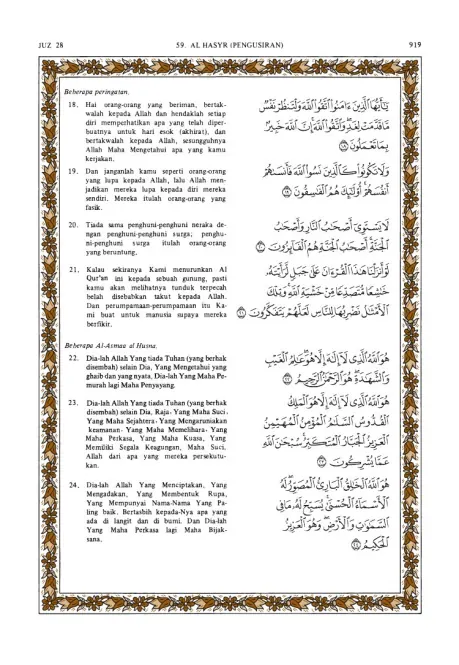 JUZ 28
59. AL HASYR (PENGUSIRAN)
919
Beberapa peringatan.
18. Hai orang-orang yang beriman, bertak-
walah kepada Allah dan hendaklah setiap
diri memperhatikan apa yang telah diper-
buatnya untuk hari esok (akhirat), dan
bertakwalah kepada Allah, sesungguhnya
Allah Maha Mengetahui apa yang kamu
kerjakan.
19. Dan janganlah kamu seperti orang-orang
yang lupa kepada Allah, lalu Allah men-
jadikan mereka lupa kepada diri mereka
sendiri. Mereka itulah orang-orang yang
fasik.
20. Tiada sama penghuni-penghuni neraka de-
ngan penghuni-penghuni surga; penghu-
ni-penghuni surga itulah orang-orang
yang beruntung.
21. Kalau sekiranya Kami menurunkan Al
Qur'an ini kepada sebuah gunung, pasti
kamu akan melihatnya tunduk terpecah
belah disebabkan takut kepada Allah.
Dan perumpamaan-perumpamaan itu Ka-
mi buat untuk manusia supaya mereka
berfikir.
Beberapa Al-Asmaa al Husna.
22. Dia-lah Allah Yang tiada Tuhan (yang berhak
disembah) selain Dia, Yang Mengetahui yang
ghaib dan yang nyata, Dia-lah Yang Maha Pe-
murah lagi Maha Penyayang.
23. Dia-lah Allah Yang tiada Tuhan (yang berhak
disembah) selain Dia, Raja, Yang Maha Suci,
Yang Maha Sejahtera, Yang Mengaruniakan
keamanan, Yang Maha Memelihara, Yang
Maha Perkasa, Yang Maha Kuasa, Yang
Memiliki Segala Keagungan, Maha Suci,
Allah dari apa yang mereka persekutu-
kan.
24. Dia-lah Allah Yang Menciptakan, Yang
Mengadakan, Yang Membentuk Rupa,
Yang Mempunyai Nama-Nama Yang Pa-
ling baik. Bertasbih kepada-Nya apa yang
ada di langit dan di bumi. Dan Dia-lah
Yang Maha Perkasa lagi Maha Bijak-
sana.
يَٰٓأَيُّهَا ٱلَّذِينَ ءَامَنُوا۟ ٱتَّقُوا۟ ٱللَّهَ وَلْتَنظُرْ نَفْسٌ
مَّا قَدَّمَتْ لِغَدٍ ۖ وَٱتَّقُوا۟ ٱللَّهَ ۚ إِنَّ ٱللَّهَ خَبِيرٌۢ
بِمَا تَعْمَلُونَ ١٨
وَلَا تَكُونُوا۟ كَٱلَّذِينَ نَسُوا۟ ٱللَّهَ فَأَنسَىٰهُمْ
أَنفُسَهُمْ ۚ أُو۟لَٰٓئِكَ هُمُ ٱلْفَٰسِقُونَ ١٩
لَا يَسْتَوِىٓ أَصْحَٰبُ ٱلنَّارِ وَأَصْحَٰبُ
ٱلْجَنَّةِ ۚ أَصْحَٰبُ ٱلْجَنَّةِ هُمُ ٱلْفَآئِزُونَ ٢٠
لَوْ أَنزَلْنَا هَٰذَا ٱلْقُرْءَانَ عَلَىٰ جَبَلٍ لَّرَأَيْتَهُۥ
خَٰشِعًا مُّتَصَدِّعًا مِّنْ خَشْيَةِ ٱللَّهِ ۚ وَتِلْكَ
ٱلْأَمْثَٰلُ نَضْرِبُهَا لِلنَّاسِ لَعَلَّهُمْ يَتَفَكَّرُونَ ٢١
هُوَ ٱللَّهُ ٱلَّذِى لَآ إِلَٰهَ إِلَّا هُوَ ۖ عَٰلِمُ ٱلْغَيْبِ
وَٱلشَّهَٰدَةِ ۖ هُوَ ٱلرَّحْمَٰنُ ٱلرَّحِيمُ ٢٢
هُوَ ٱللَّهُ ٱلَّذِى لَآ إِلَٰهَ إِلَّا هُوَ ٱلْمَلِكُ
ٱلْقُدُّوسُ ٱلسَّلَٰمُ ٱلْمُؤْمِنُ ٱلْمُهَيْمِنُ
ٱلْعَزِيزُ ٱلْجَبَّارُ ٱلْمُتَكَبِّرُ ۚ سُبْحَٰنَ ٱللَّهِ
عَمَّا يُشْرِكُونَ ٢٣
هُوَ ٱللَّهُ ٱلْخَٰلِقُ ٱلْبَارِئُ ٱلْمُصَوِّرُ ۖ لَهُ
ٱلْأَسْمَآءُ ٱلْحُسْنَىٰ ۚ يُسَبِّحُ لَهُۥ مَا فِى
ٱلسَّمَٰوَٰتِ وَٱلْأَرْضِ ۖ وَهُوَ ٱلْعَزِيزُ
ٱلْحَكِيمُ ٢٤